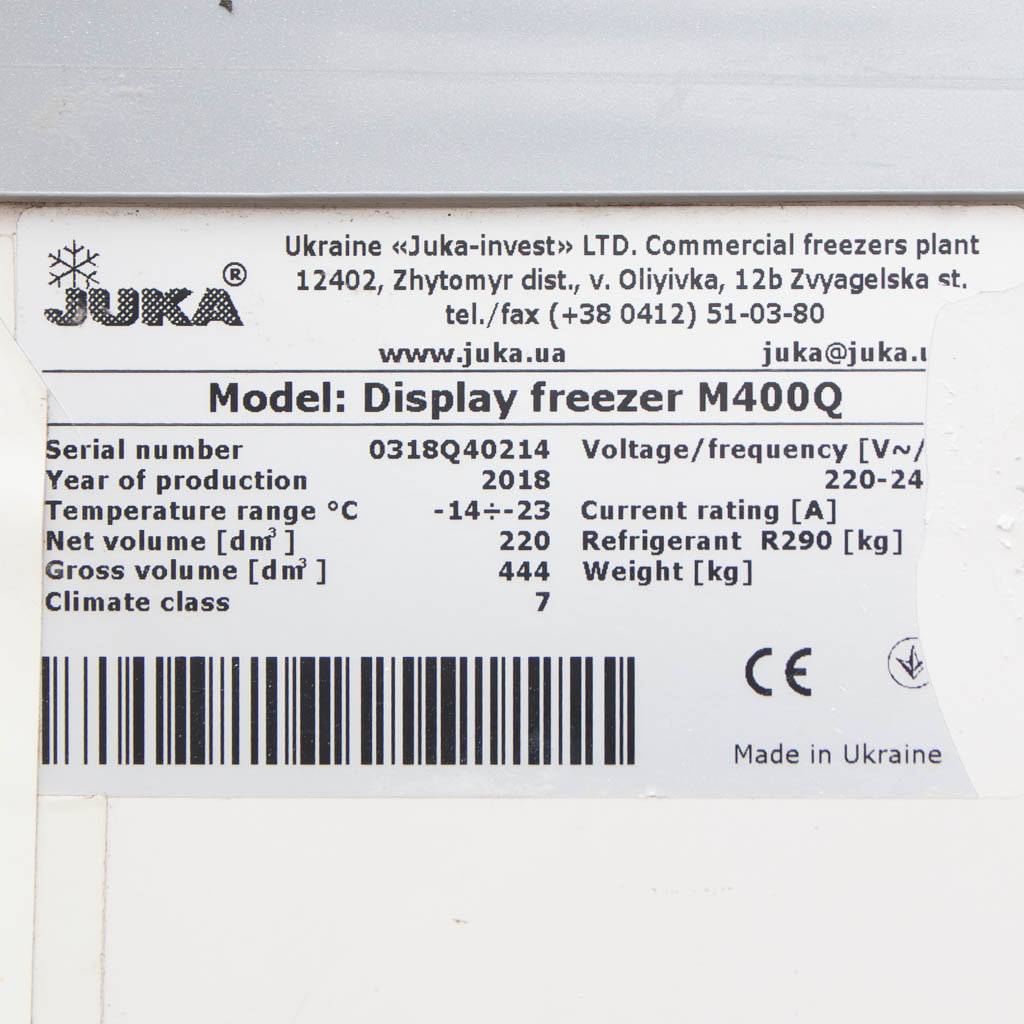 JUKA®
Ukraine «Juka-invest» LTD. Commercial freezers plant
12402, Zhytomyr dist., v. Oliyivka, 12b Zvyagelska st.
tel./fax (+38 0412) 51-03-80
www.juka.ua juka@juka.u
Model: Display freezer M400Q
Serial number 0318Q40214 Voltage/frequency [V~/
Year of production 2018 220-24
Temperature range °C -14÷-23 Current rating [A]
Net volume [dm³] 220 Refrigerant R290 [kg]
Gross volume [dm³] 444 Weight [kg]
Climate class 7
CE
Made in Ukraine